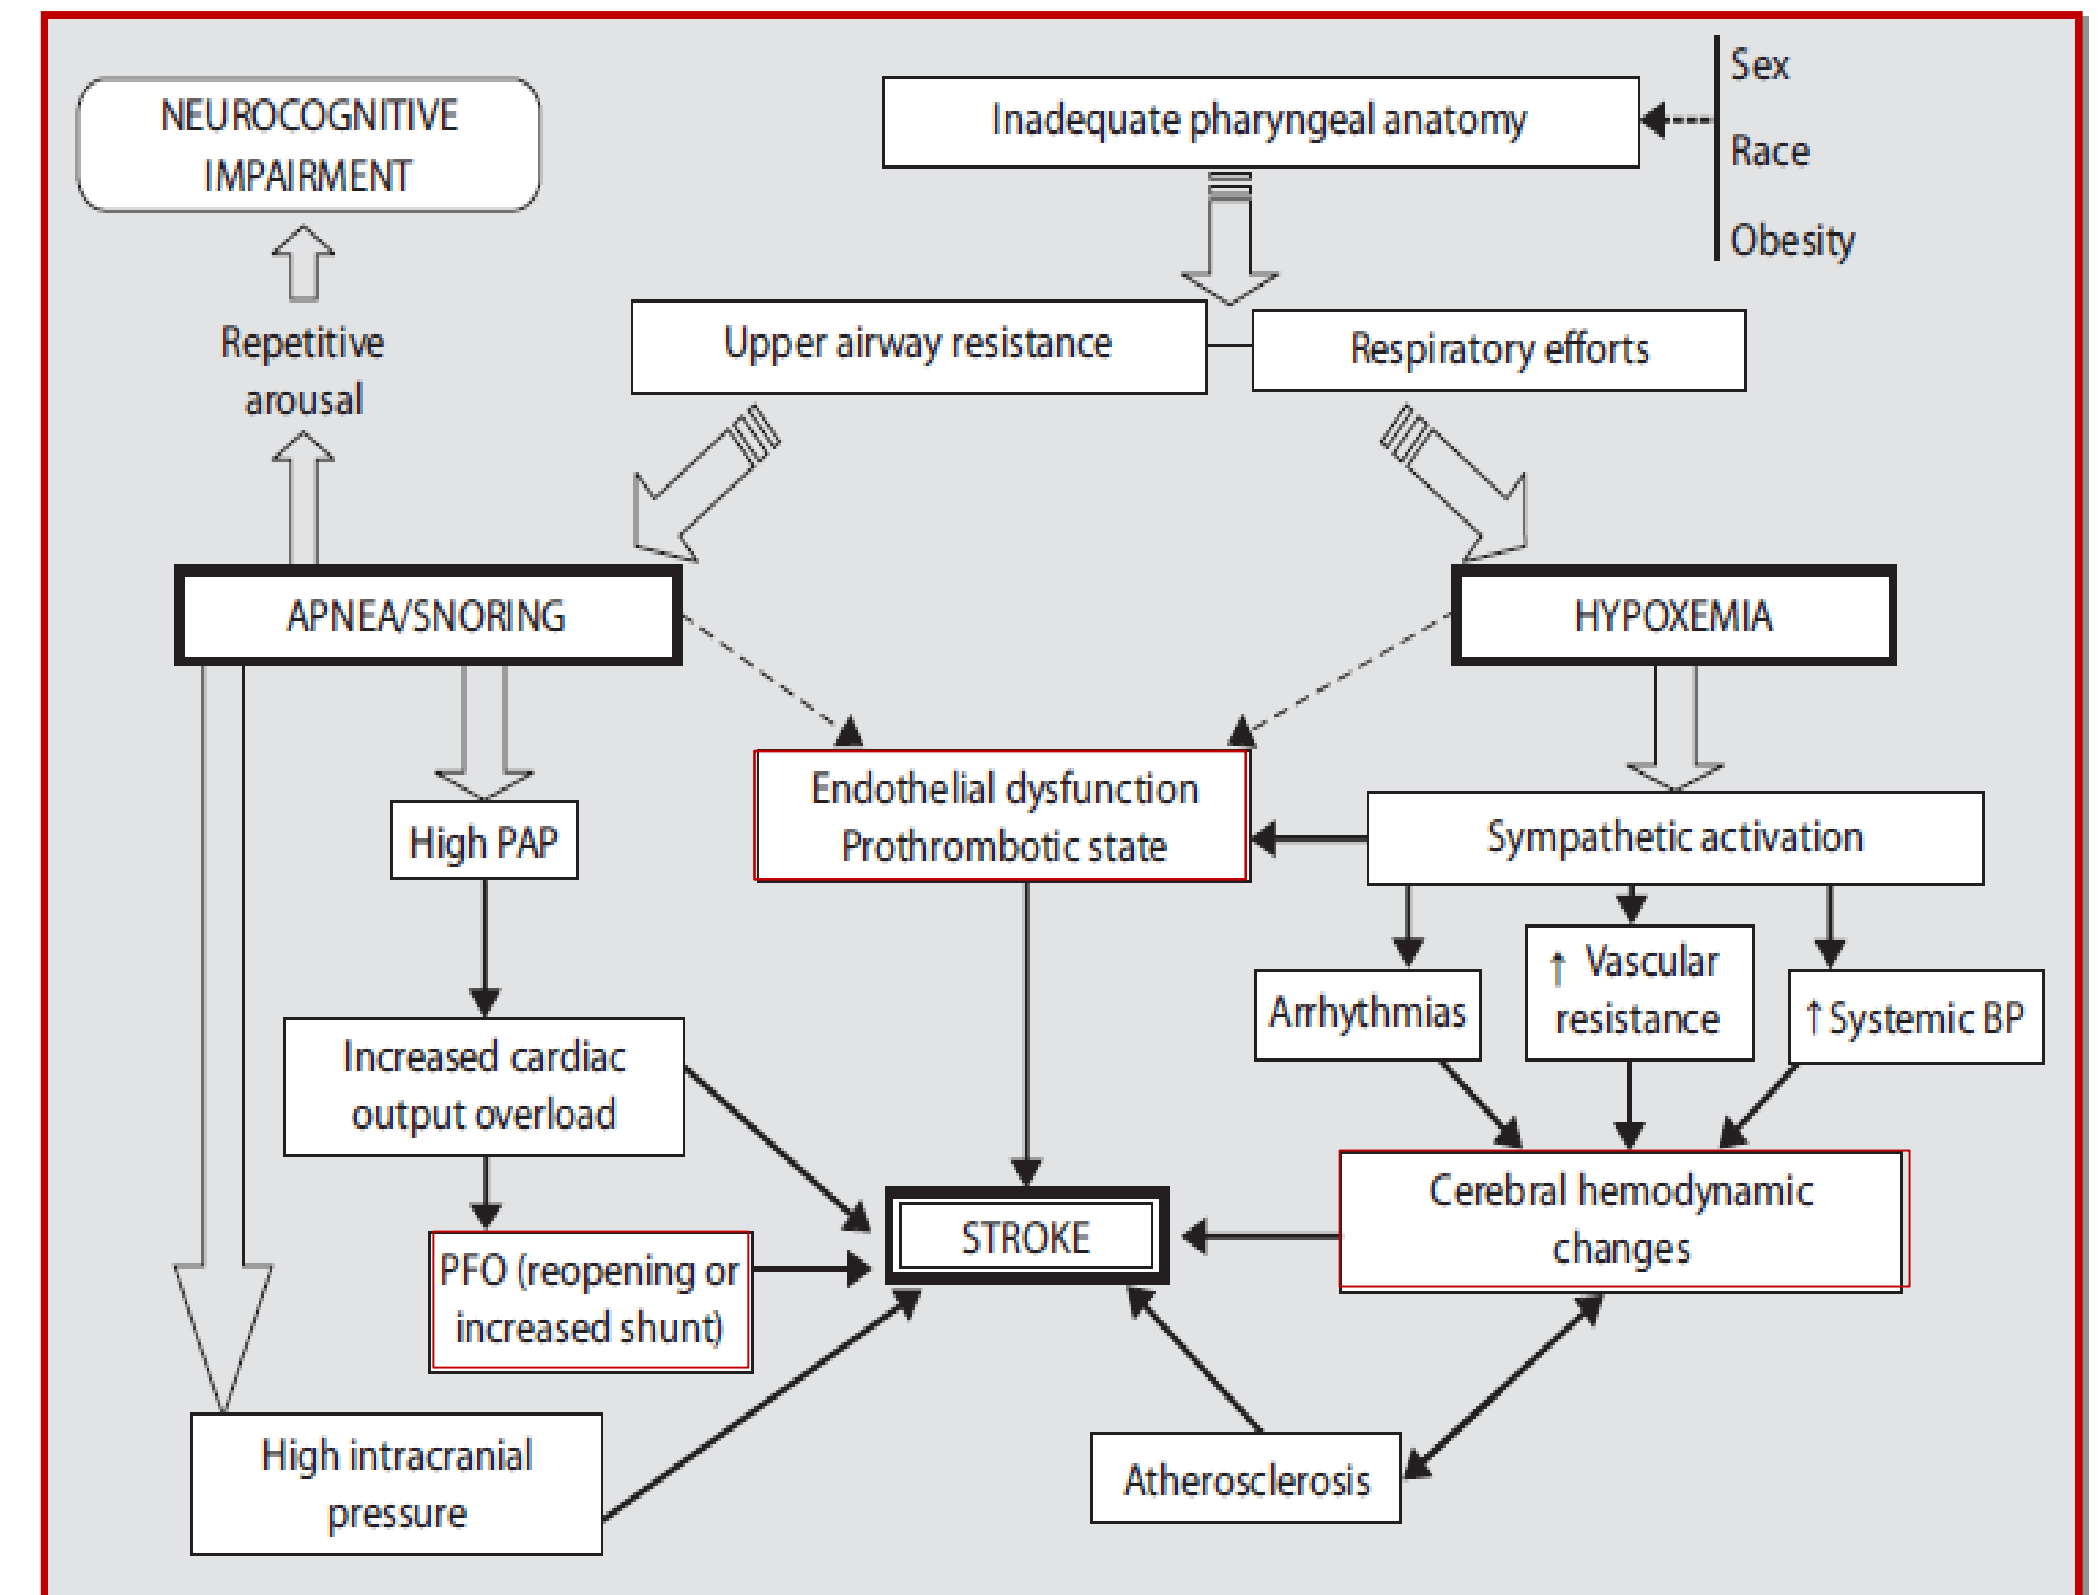 NEUROCOGNITIVE
IMPAIRMENT
Inadequate pharyngeal anatomy
Sex
Race
Obesity
Repetitive
arousal
Upper airway resistance
Respiratory efforts
APNEA/SNORING
HYPOXEMIA
High PAP
Endothelial dysfunction
Prothrombotic state
Sympathetic activation
Increased cardiac
output overload
Arrhythmias
↑ Vascular
resistance
↑ Systemic BP
PFO (reopening or
increased shunt)
STROKE
Cerebral hemodynamic
changes
High intracranial
pressure
Atherosclerosis